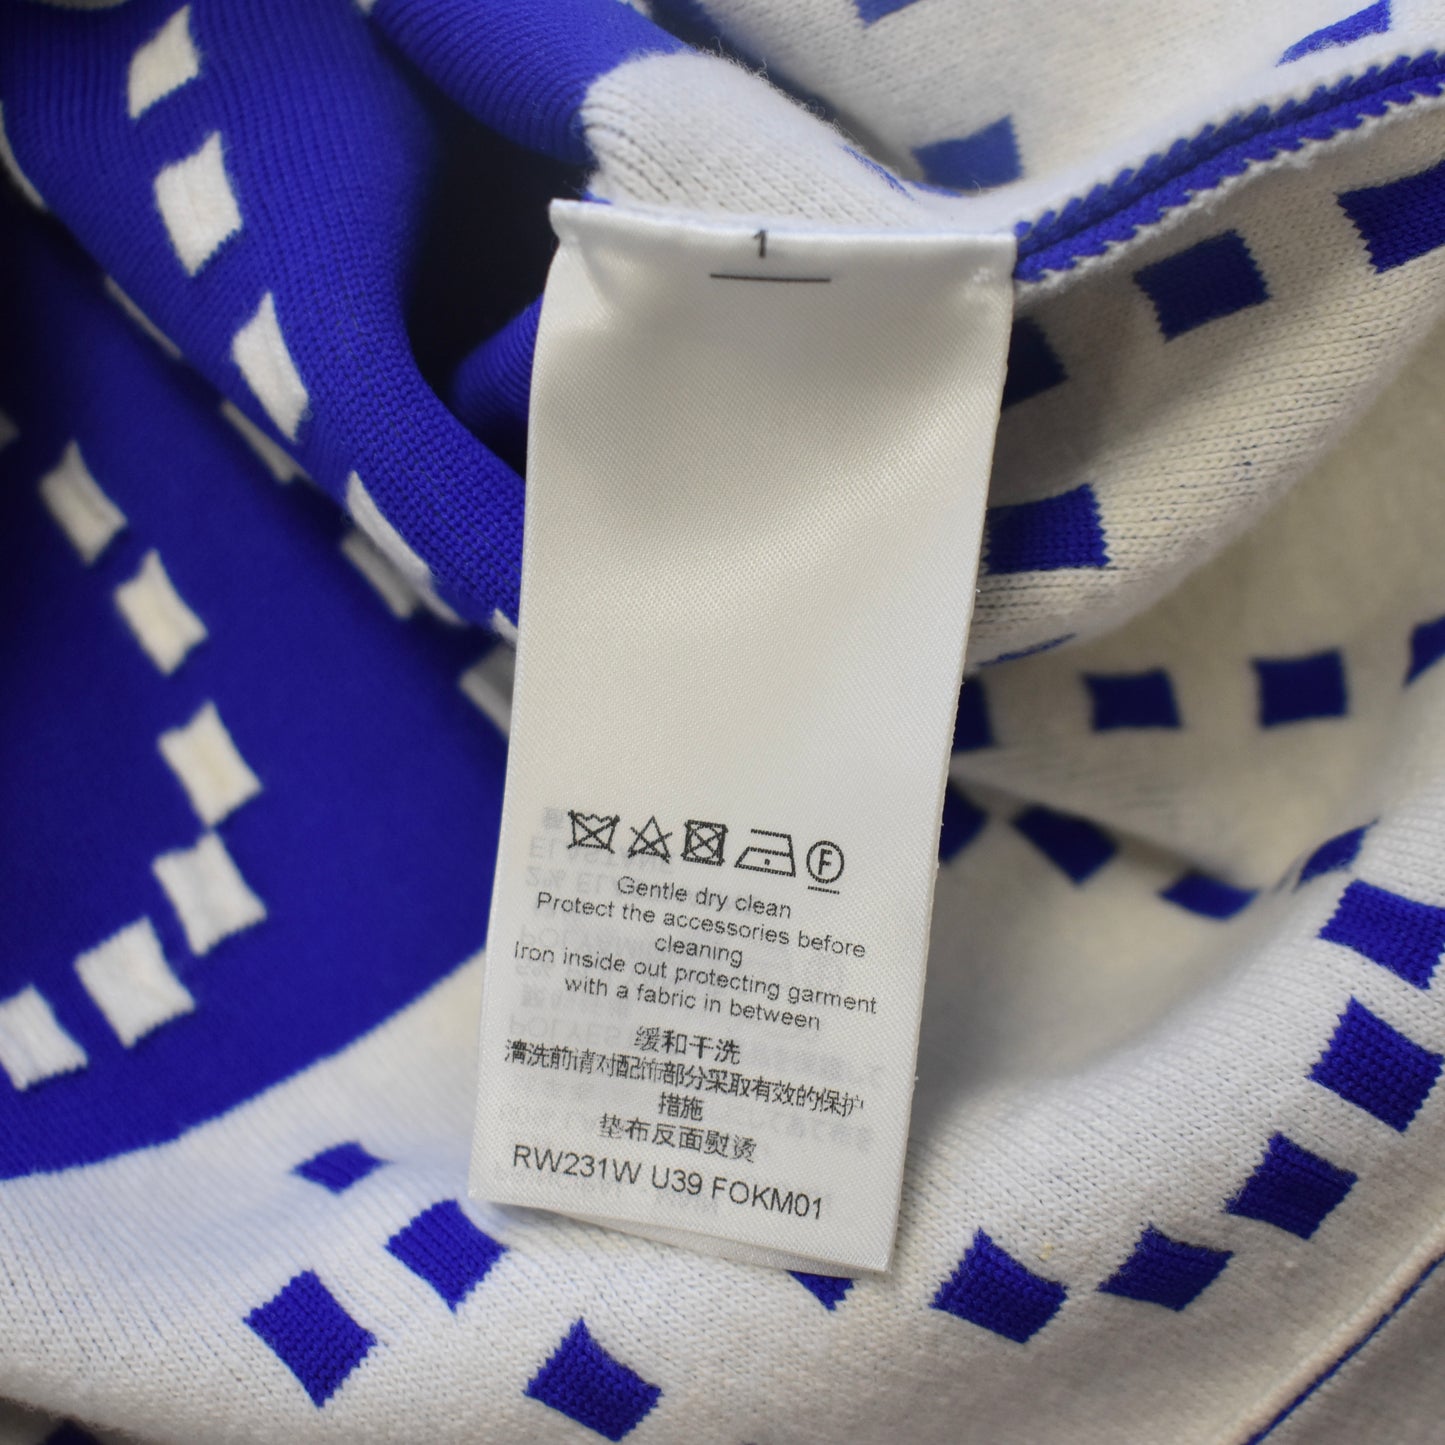 1
F
Gentle dry clean
Protect the accessories before
cleaning
Iron inside out protecting garment
with a fabric in between
缓和干洗
清洗前请对配饰部分采取有效的保护
措施
垫布反面熨烫
RW231W U39 FOKM01